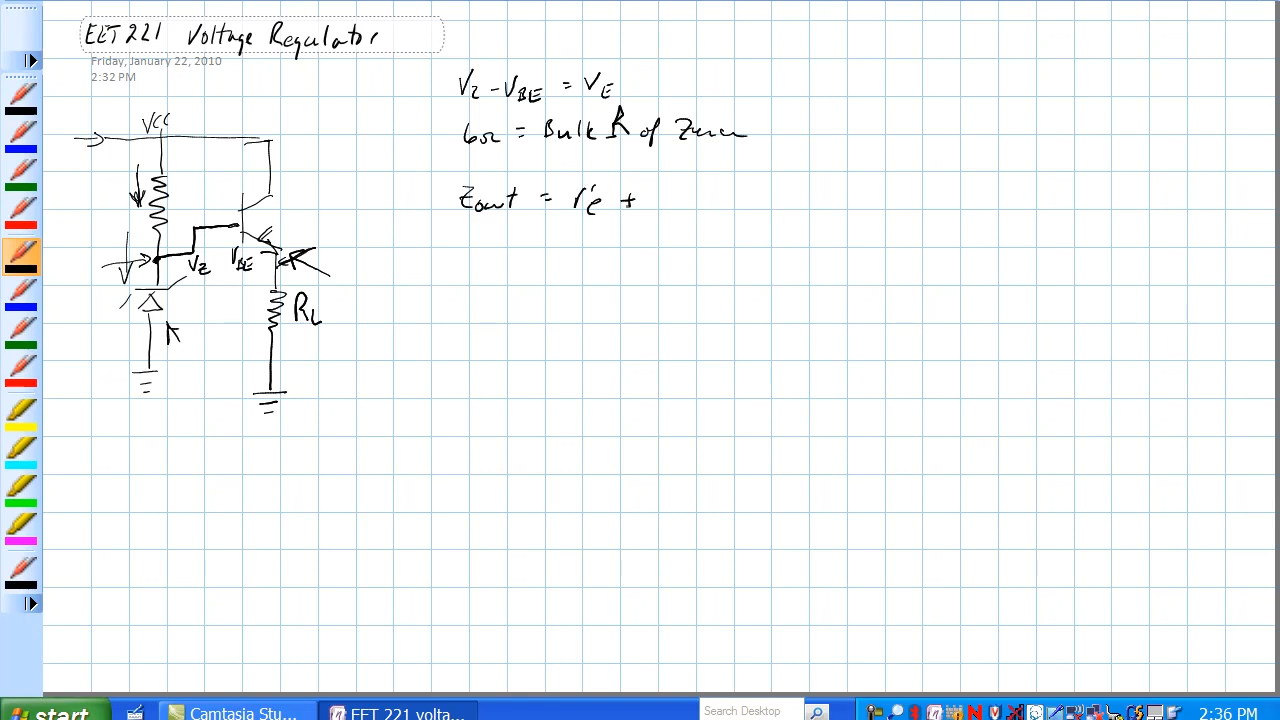 EET 221 Voltage Regulator
Friday, January 22, 2010
2:32 PM
VZ - VBE = VE
6Ω = Bulk R of Zener
Zout = r'e +
VCC
VZ
VBE
RL
start
Camtasia Stu...
EET 221 volta...
Search Desktop
2:36 PM